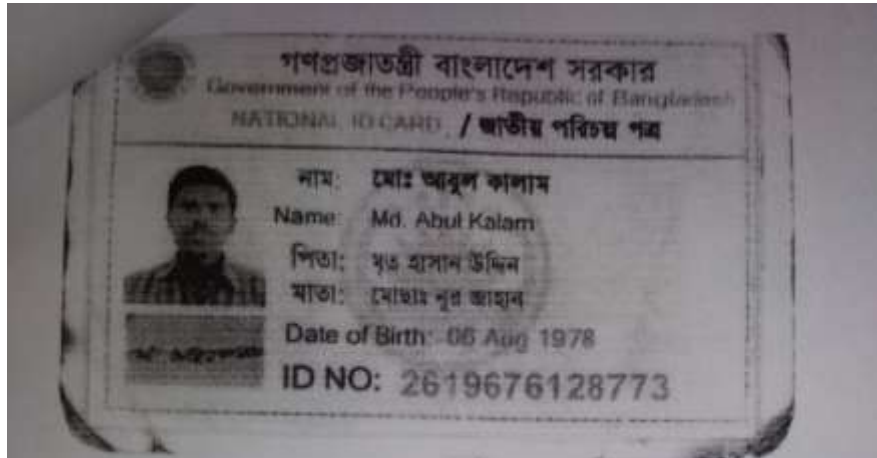 গণপ্রজাতন্ত্রী বাংলাদেশ সরকার
Government of the People's Republic of Bangladesh
NATIONAL ID CARD / জাতীয় পরিচয় পত্র
নাম: মোঃ আবুল কালাম
Name: Md. Abul Kalam
পিতা: মৃত হাসান উদ্দিন
মাতা: মোছাঃ নূর জাহান
Date of Birth: 06 Aug 1978
ID NO: 2619676128773